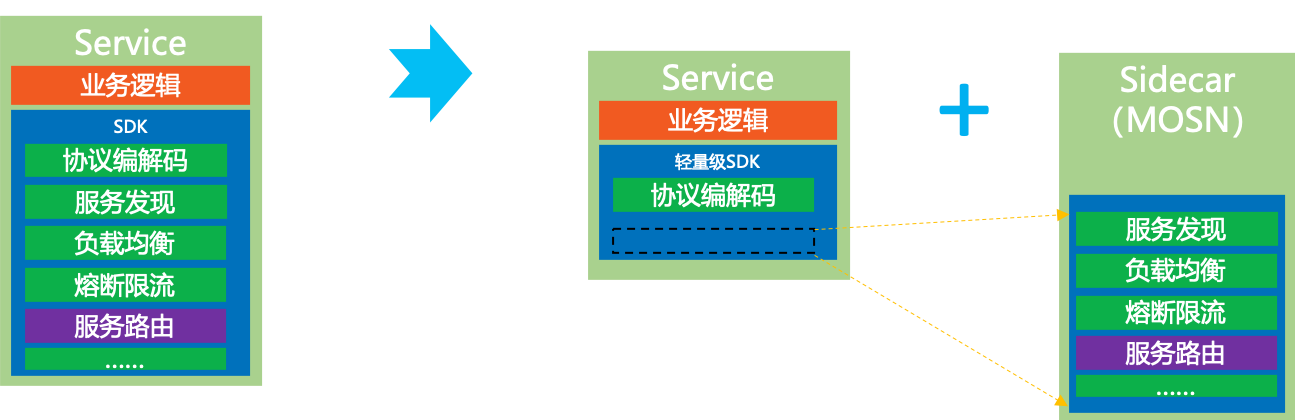 Service
业务逻辑
SDK
协议编解码
服务发现
负载均衡
熔断限流
服务路由
......
Service
业务逻辑
轻量级SDK
协议编解码
Sidecar
（MOSN）
服务发现
负载均衡
熔断限流
服务路由
......